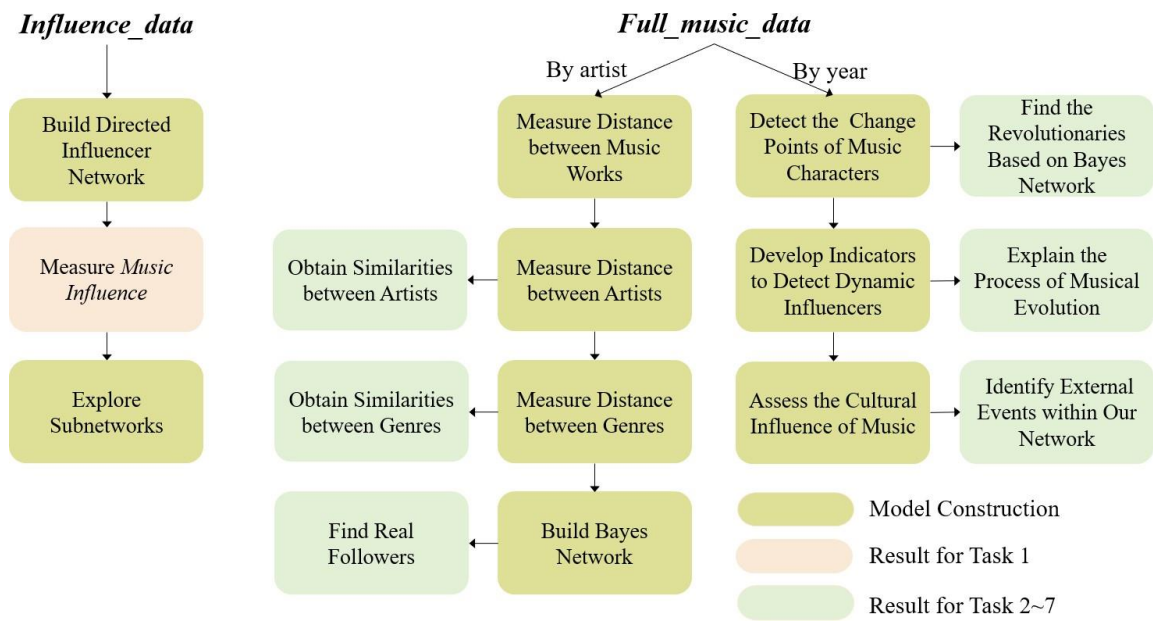 Influence_data
Build Directed
Influencer
Network
Measure Music
Influence
Explore
Subnetworks
Full_music_data
By artist
By year
Measure Distance
between Music
Works
Obtain Similarities
between Artists
Measure Distance
between Artists
Obtain Similarities
between Genres
Measure Distance
between Genres
Find Real
Followers
Build Bayes
Network
Detect the Change
Points of Music
Characters
Find the
Revolutionaries
Based on Bayes
Network
Develop Indicators
to Detect Dynamic
Influencers
Explain the
Process of Musical
Evolution
Assess the Cultural
Influence of Music
Identify External
Events within Our
Network
Model Construction
Result for Task 1
Result for Task 2~7